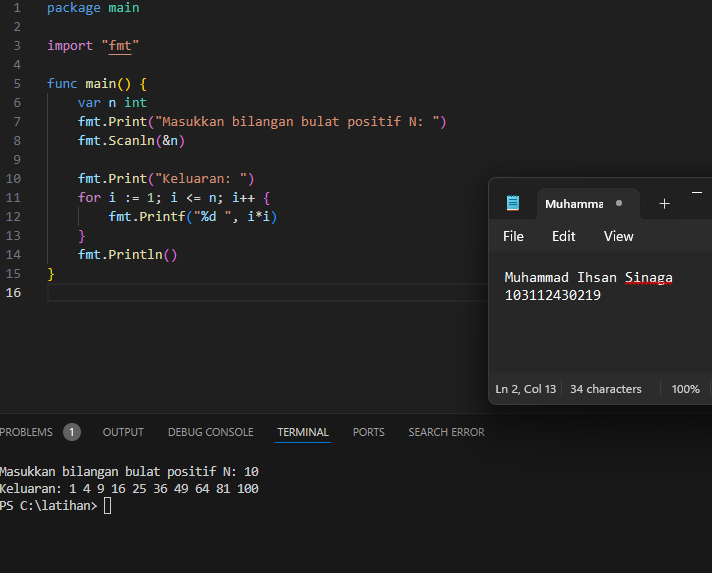 1 package main
2
3 import "fmt"
4
5 func main() {
6 var n int
7 fmt.Print("Masukkan bilangan bulat positif N: ")
8 fmt.Scanln(&n)
9
10 fmt.Print("Keluaran: ")
11 for i := 1; i <= n; i++ {
12 fmt.Printf("%d ", i*i)
13 }
14 fmt.Println()
15 }
16
Muhamma
File Edit View
Muhammad Ihsan Sinaga
103112430219
Ln 2, Col 13 34 characters 100%
PROBLEMS 1 OUTPUT DEBUG CONSOLE TERMINAL PORTS SEARCH ERROR
Masukkan bilangan bulat positif N: 10
Keluaran: 1 4 9 16 25 36 49 64 81 100
PS C:\latihan>